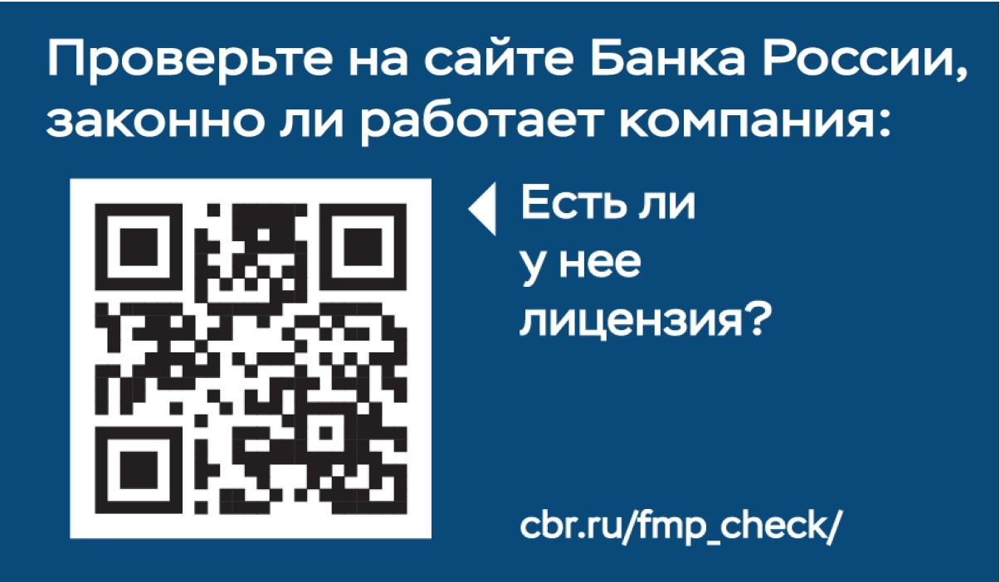 Проверьте на сайте Банка России,
законно ли работает компания:
Есть ли
у нее
лицензия?
cbr.ru/fmp_check/